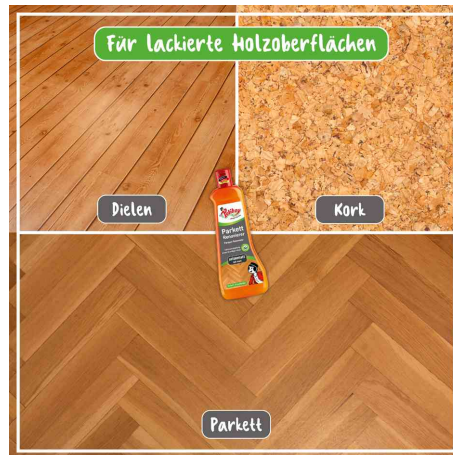 Für lackierte Holzoberflächen
Dielen
Kork
Poliboy
Parkett
Parkett